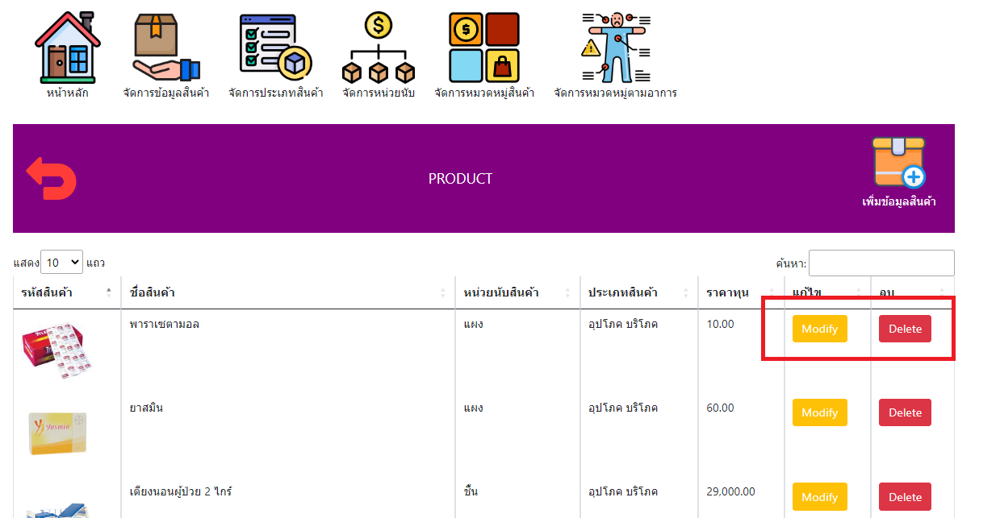 หน้าหลัก จัดการข้อมูลสินค้า จัดการประเภทสินค้า จัดการหน่วยนับ จัดการหมวดหมู่สินค้า จัดการหมวดหมู่ตามอาการ
PRODUCT
เพิ่มข้อมูลสินค้า
แสดง 10 แถว ค้นหา:
รหัสสินค้า ชื่อสินค้า หน่วยนับสินค้า ประเภทสินค้า ราคาทุน แก้ไข ลบ
พาราเซตามอล แผง อุปโภค บริโภค 10.00 Modify Delete
ยาสมิน แผง อุปโภค บริโภค 60.00 Modify Delete
Yasmin
เตียงนอนผู้ป่วย 2 ไกร์ ชิ้น อุปโภค บริโภค 29,000.00 Modify Delete